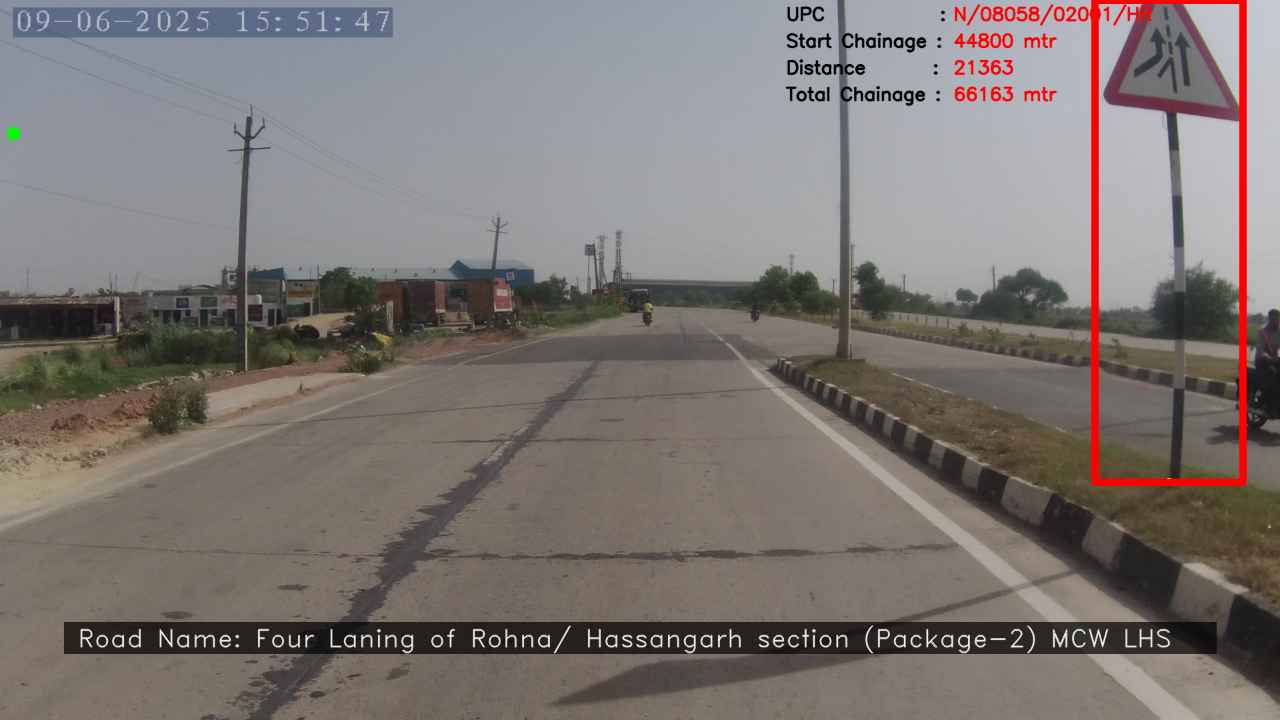 09-06-2025 15:51:47
UPC : N/08058/02001/HR
Start Chainage : 44800 mtr
Distance : 21363
Total Chainage : 66163 mtr
Road Name: Four Laning of Rohna/ Hassangarh section (Package-2) MCW LHS